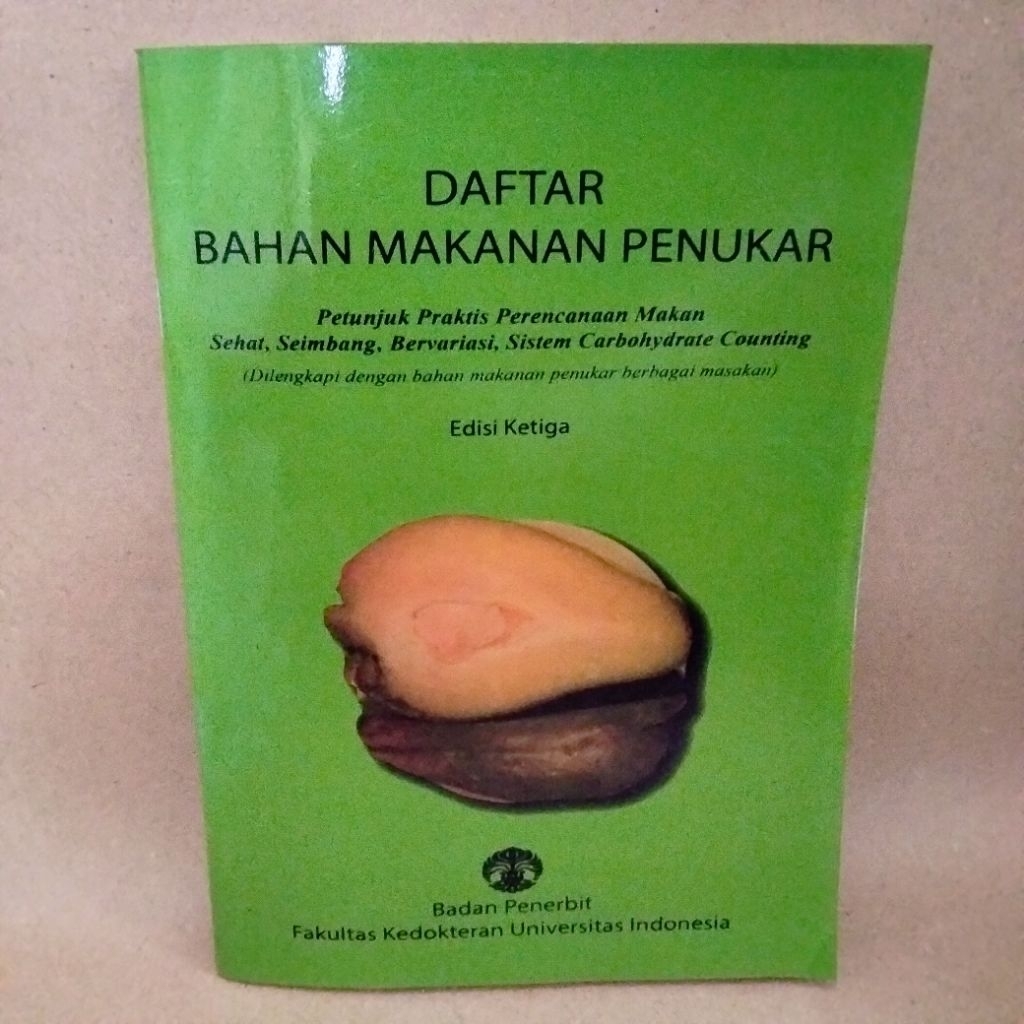 DAFTAR
BAHAN MAKANAN PENUKAR
Petunjuk Praktis Perencanaan Makan
Sehat, Seimbang, Bervariasi, Sistem Carbohydrate Counting
(Dilengkapi dengan bahan makanan penukar berbagai masakan)
Edisi Ketiga
Badan Penerbit
Fakultas Kedokteran Universitas Indonesia